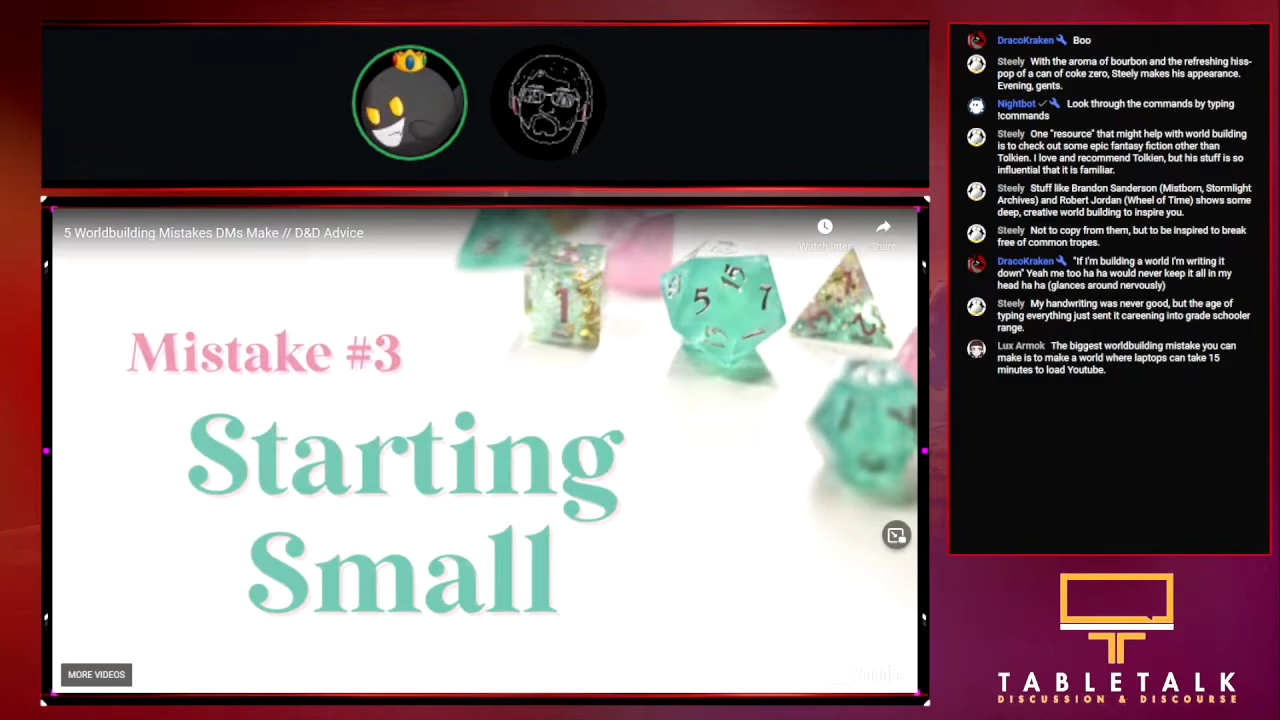 DracoKraken Boo
Steely With the aroma of bourbon and the refreshing hiss-
pop of a can of coke zero, Steely makes his appearance.
Evening, gents.
Nightbot Look through the commands by typing
!commands
Steely One "resource" that might help with world building
is to check out some epic fantasy fiction other than
Tolkien. I love and recommend Tolkien, but his stuff is so
influential that it is familiar.
Steely Stuff like Brandon Sanderson (Mistborn, Stormlight
Archives) and Robert Jordan (Wheel of Time) shows some
deep, creative world building to inspire you.
Steely Not to copy from them, but to be inspired to break
free of common tropes.
DracoKraken "If I'm building a world I'm writing it
down" Yeah me too ha ha would never keep it all in my
head ha ha (glances around nervously)
Steely My handwriting was never good, but the age of
typing everything just sent it careening into grade schooler
range.
Lux Armok The biggest worldbuilding mistake you can
make is to make a world where laptops can take 15
minutes to load Youtube.
5 Worldbuilding Mistakes DMs Make // D&D Advice
Watch later
Share
1
5
7
Mistake #3
Starting
Small
MORE VIDEOS
YouTube
TABLETALK
DISCUSSION & DISCOURSE